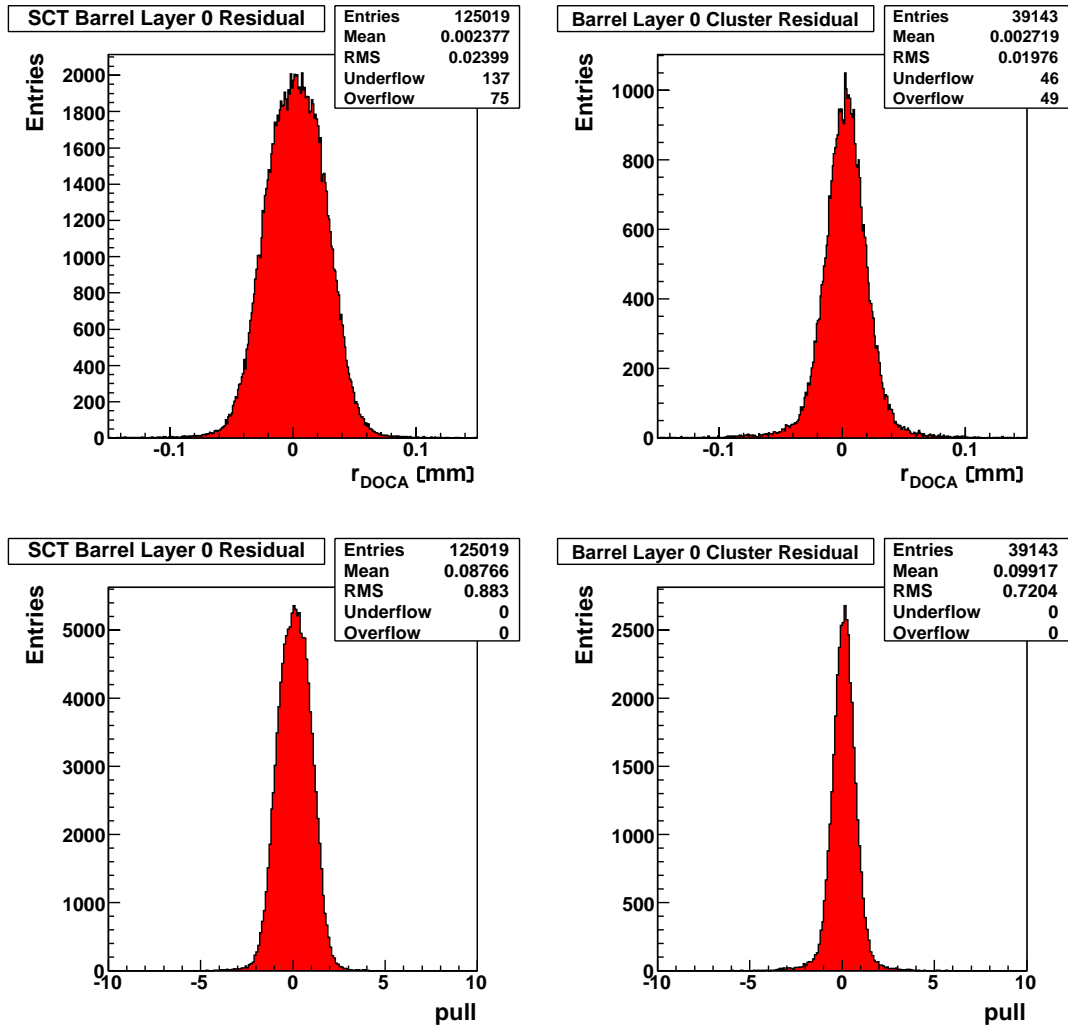 SCT Barrel Layer 0 Residual
Entries 125019
Mean 0.002377
RMS 0.02399
Underflow 137
Overflow 75
Entries
2000
1800
1600
1400
1200
1000
800
600
400
200
0
-0.1 0 0.1
r_DOCA [mm]
Barrel Layer 0 Cluster Residual
Entries 39143
Mean 0.002719
RMS 0.01976
Underflow 46
Overflow 49
Entries
1000
800
600
400
200
0
-0.1 0 0.1
r_DOCA [mm]
SCT Barrel Layer 0 Residual
Entries 125019
Mean 0.08766
RMS 0.883
Underflow 0
Overflow 0
Entries
5000
4000
3000
2000
1000
0
-10 -5 0 5 10
pull
Barrel Layer 0 Cluster Residual
Entries 39143
Mean 0.09917
RMS 0.7204
Underflow 0
Overflow 0
Entries
2500
2000
1500
1000
500
0
-10 -5 0 5 10
pull